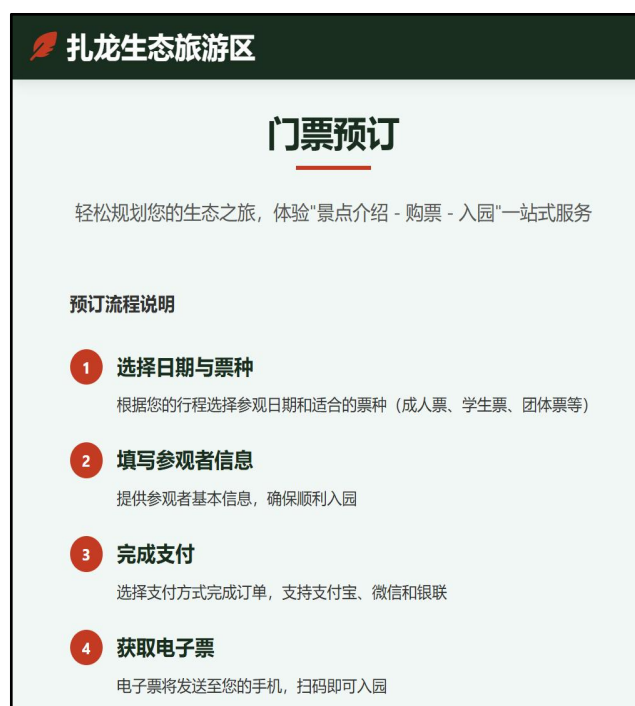 扎龙生态旅游区
门票预订
轻松规划您的生态之旅，体验"景点介绍 - 购票 - 入园"一站式服务
预订流程说明
1 选择日期与票种
根据您的行程选择参观日期和适合的票种（成人票、学生票、团体票等）
2 填写参观者信息
提供参观者基本信息，确保顺利入园
3 完成支付
选择支付方式完成订单，支持支付宝、微信和银联
4 获取电子票
电子票将发送至您的手机，扫码即可入园